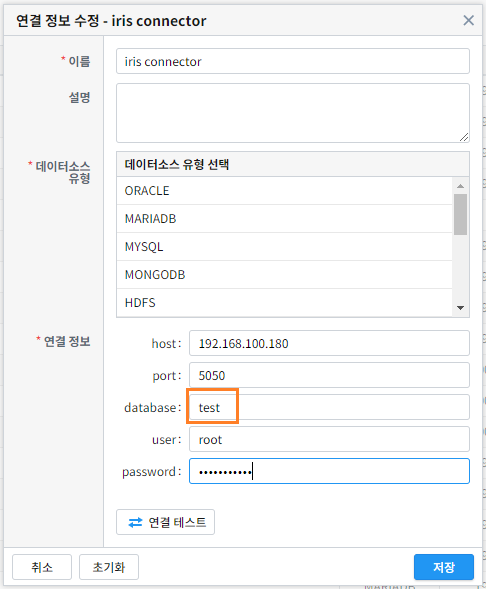 연결 정보 수정 - iris connector
* 이름
iris connector
설명
* 데이터소스
유형
데이터소스 유형 선택
ORACLE
MARIADB
MYSQL
MONGODB
HDFS
* 연결 정보
host:
192.168.100.180
port:
5050
database:
test
user:
root
password:
•••••••••••
연결 테스트
취소
초기화
저장
MARIADB